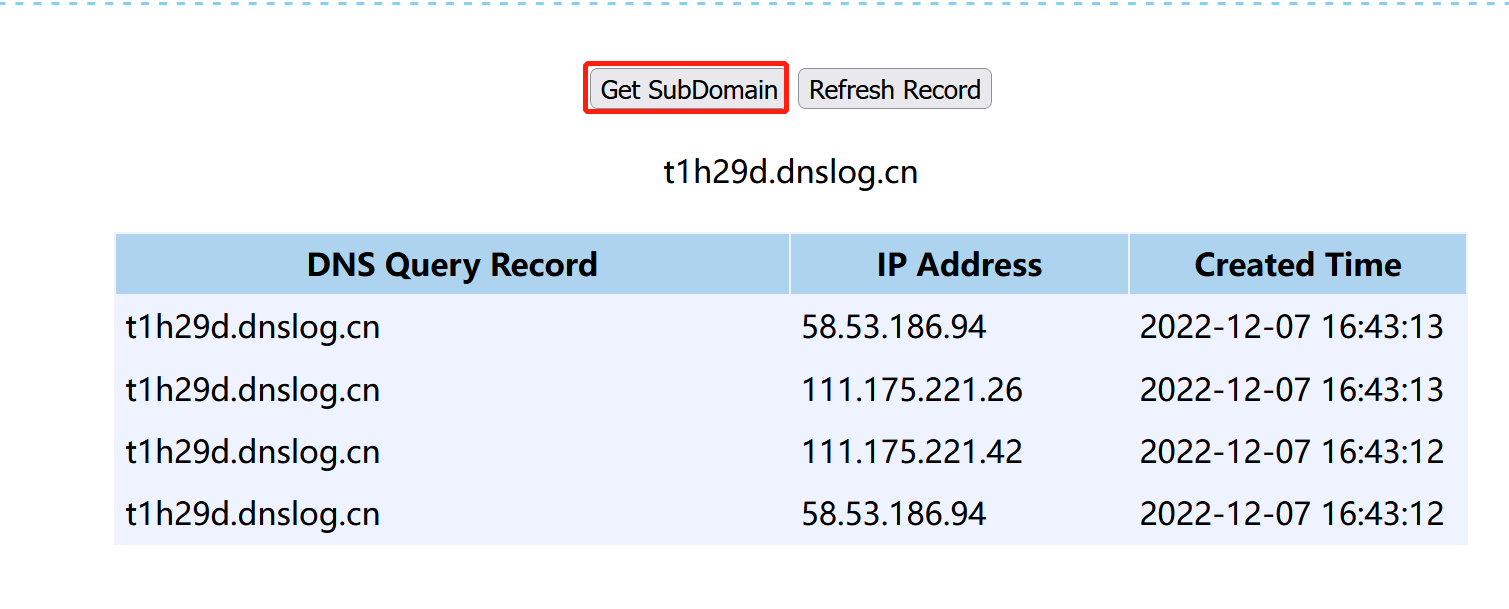 Get SubDomain Refresh Record
t1h29d.dnslog.cn
DNS Query Record IP Address Created Time
t1h29d.dnslog.cn 58.53.186.94 2022-12-07 16:43:13
t1h29d.dnslog.cn 111.175.221.26 2022-12-07 16:43:13
t1h29d.dnslog.cn 111.175.221.42 2022-12-07 16:43:12
t1h29d.dnslog.cn 58.53.186.94 2022-12-07 16:43:12